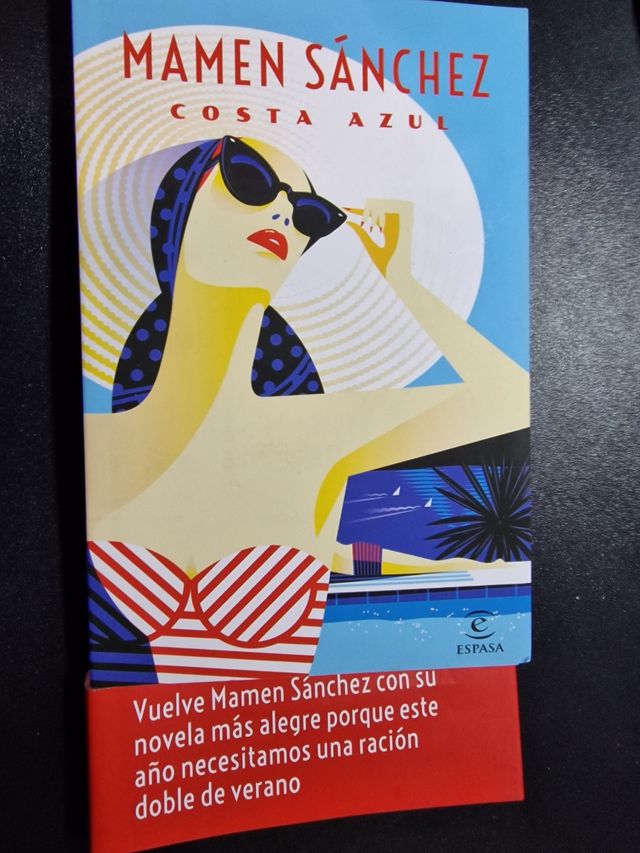 MAMEN SÁNCHEZ
COSTA AZUL
e
ESPASA
Vuelve Mamen Sánchez con su
novela más alegre porque este
año necesitamos una ración
doble de verano